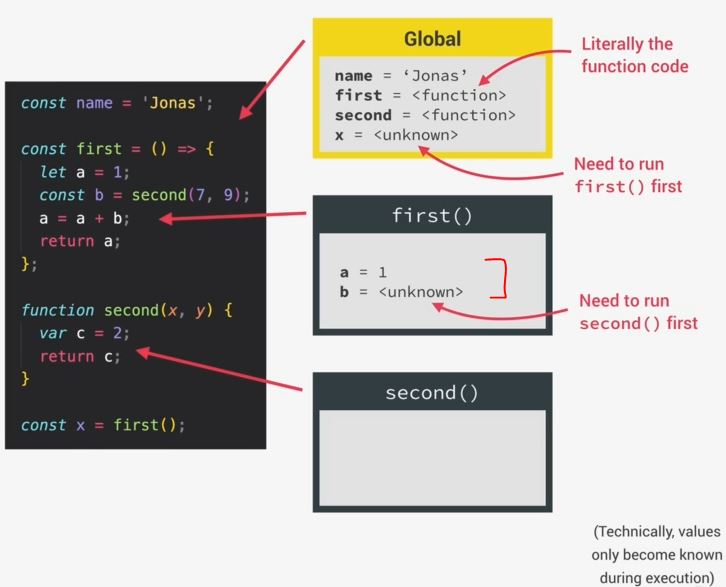 const name = 'Jonas';
const first = () => {
let a = 1;
const b = second(7, 9);
a = a + b;
return a;
};
function second(x, y) {
var c = 2;
return c;
}
const x = first();
Global
name = ‘Jonas’
first = <function>
second = <function>
x = <unknown>
Literally the
function code
Need to run
first() first
first()
a = 1
b = <unknown>
Need to run
second() first
second()
(Technically, values
only become known
during execution)